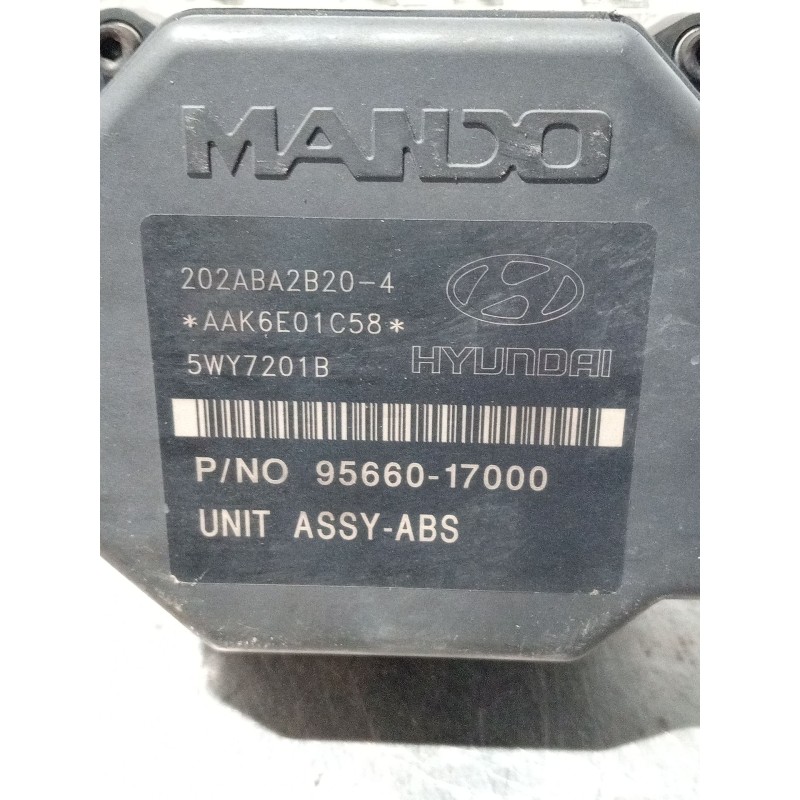 MANDO
202ABA2B20-4
*AAK6E01C58*
5WY7201B
HYUNDAI
P/NO 95660-17000
UNIT ASSY-ABS